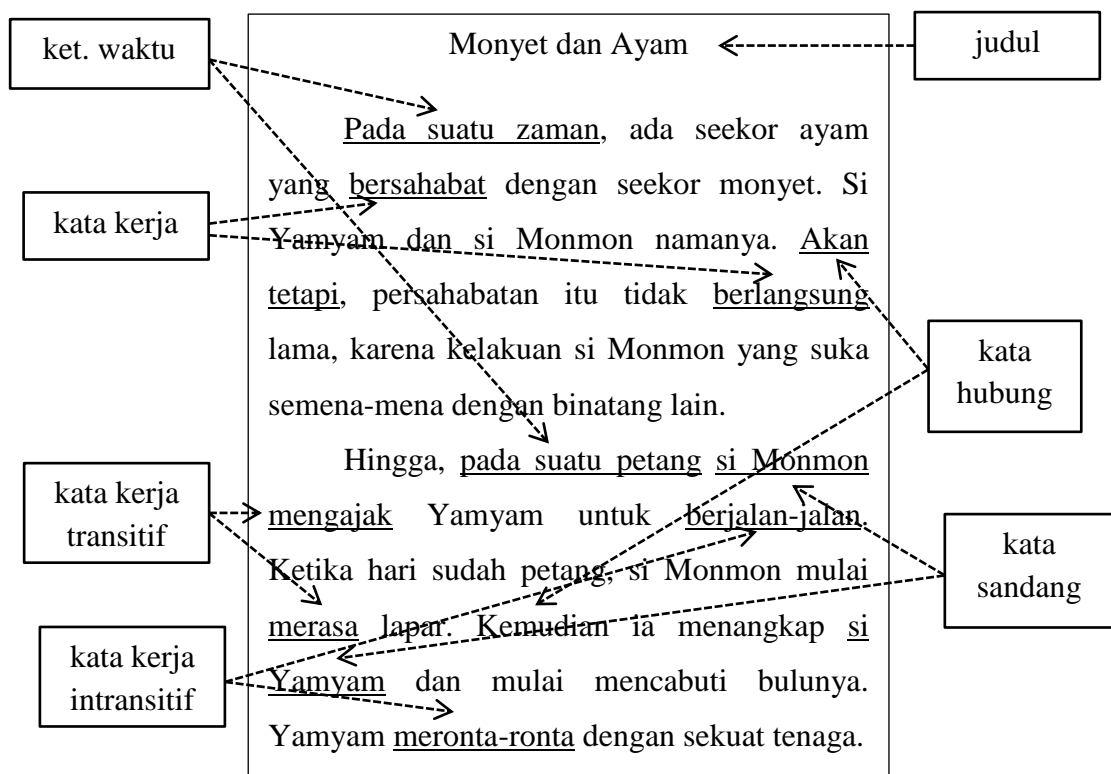 ket. waktu
Monyet dan Ayam
judul
Pada suatu zaman, ada seekor ayam
yang bersahabat dengan seekor monyet. Si
kata kerja
Yamyam dan si Monmon namanya. Akan
tetapi, persahabatan itu tidak berlangsung
lama, karena kelakuan si Monmon yang suka
kata
hubung
semena-mena dengan binatang lain.
Hingga, pada suatu petang si Monmon
kata kerja
transitif
mengajak Yamyam untuk berjalan-jalan.
Ketika hari sudah petang, si Monmon mulai
kata
sandang
merasa lapar. Kemudian ia menangkap si
kata kerja
intransitif
Yamyam dan mulai mencabuti bulunya.
Yamyam meronta-ronta dengan sekuat tenaga.